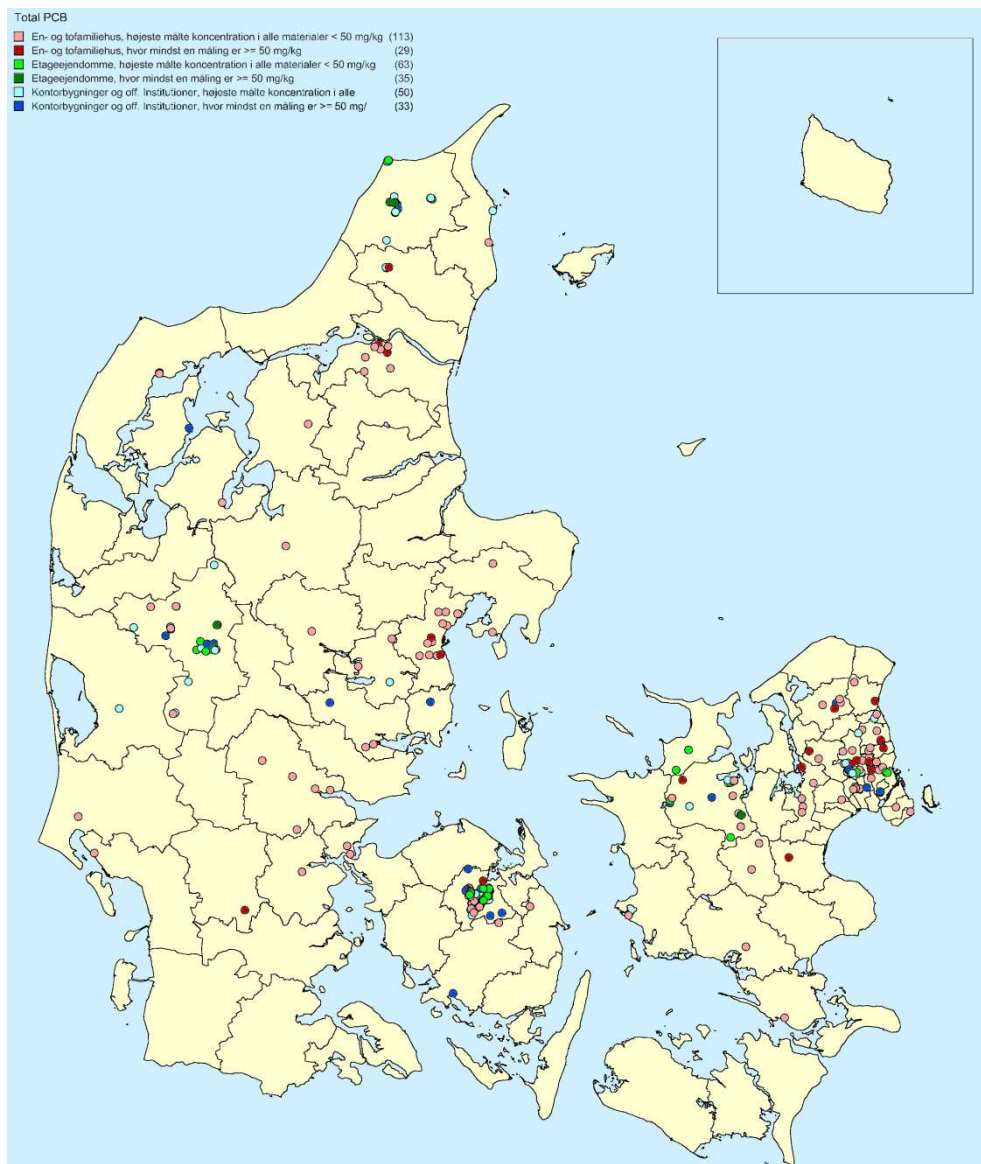 Total PCB
En- og tofamiliehus, højeste målte koncentration i alle materialer < 50 mg/kg (113)
En- og tofamiliehus, hvor mindst en måling er >= 50 mg/kg (29)
Etageejendomme, højeste målte koncentration i alle materialer < 50 mg/kg (63)
Etageejendomme, hvor mindst en måling er >= 50 mg/kg (35)
Kontorbygninger og off. Institutioner, højeste målte koncentration i alle (50)
Kontorbygninger og off. Institutioner, hvor mindst en måling er >= 50 mg/ (33)